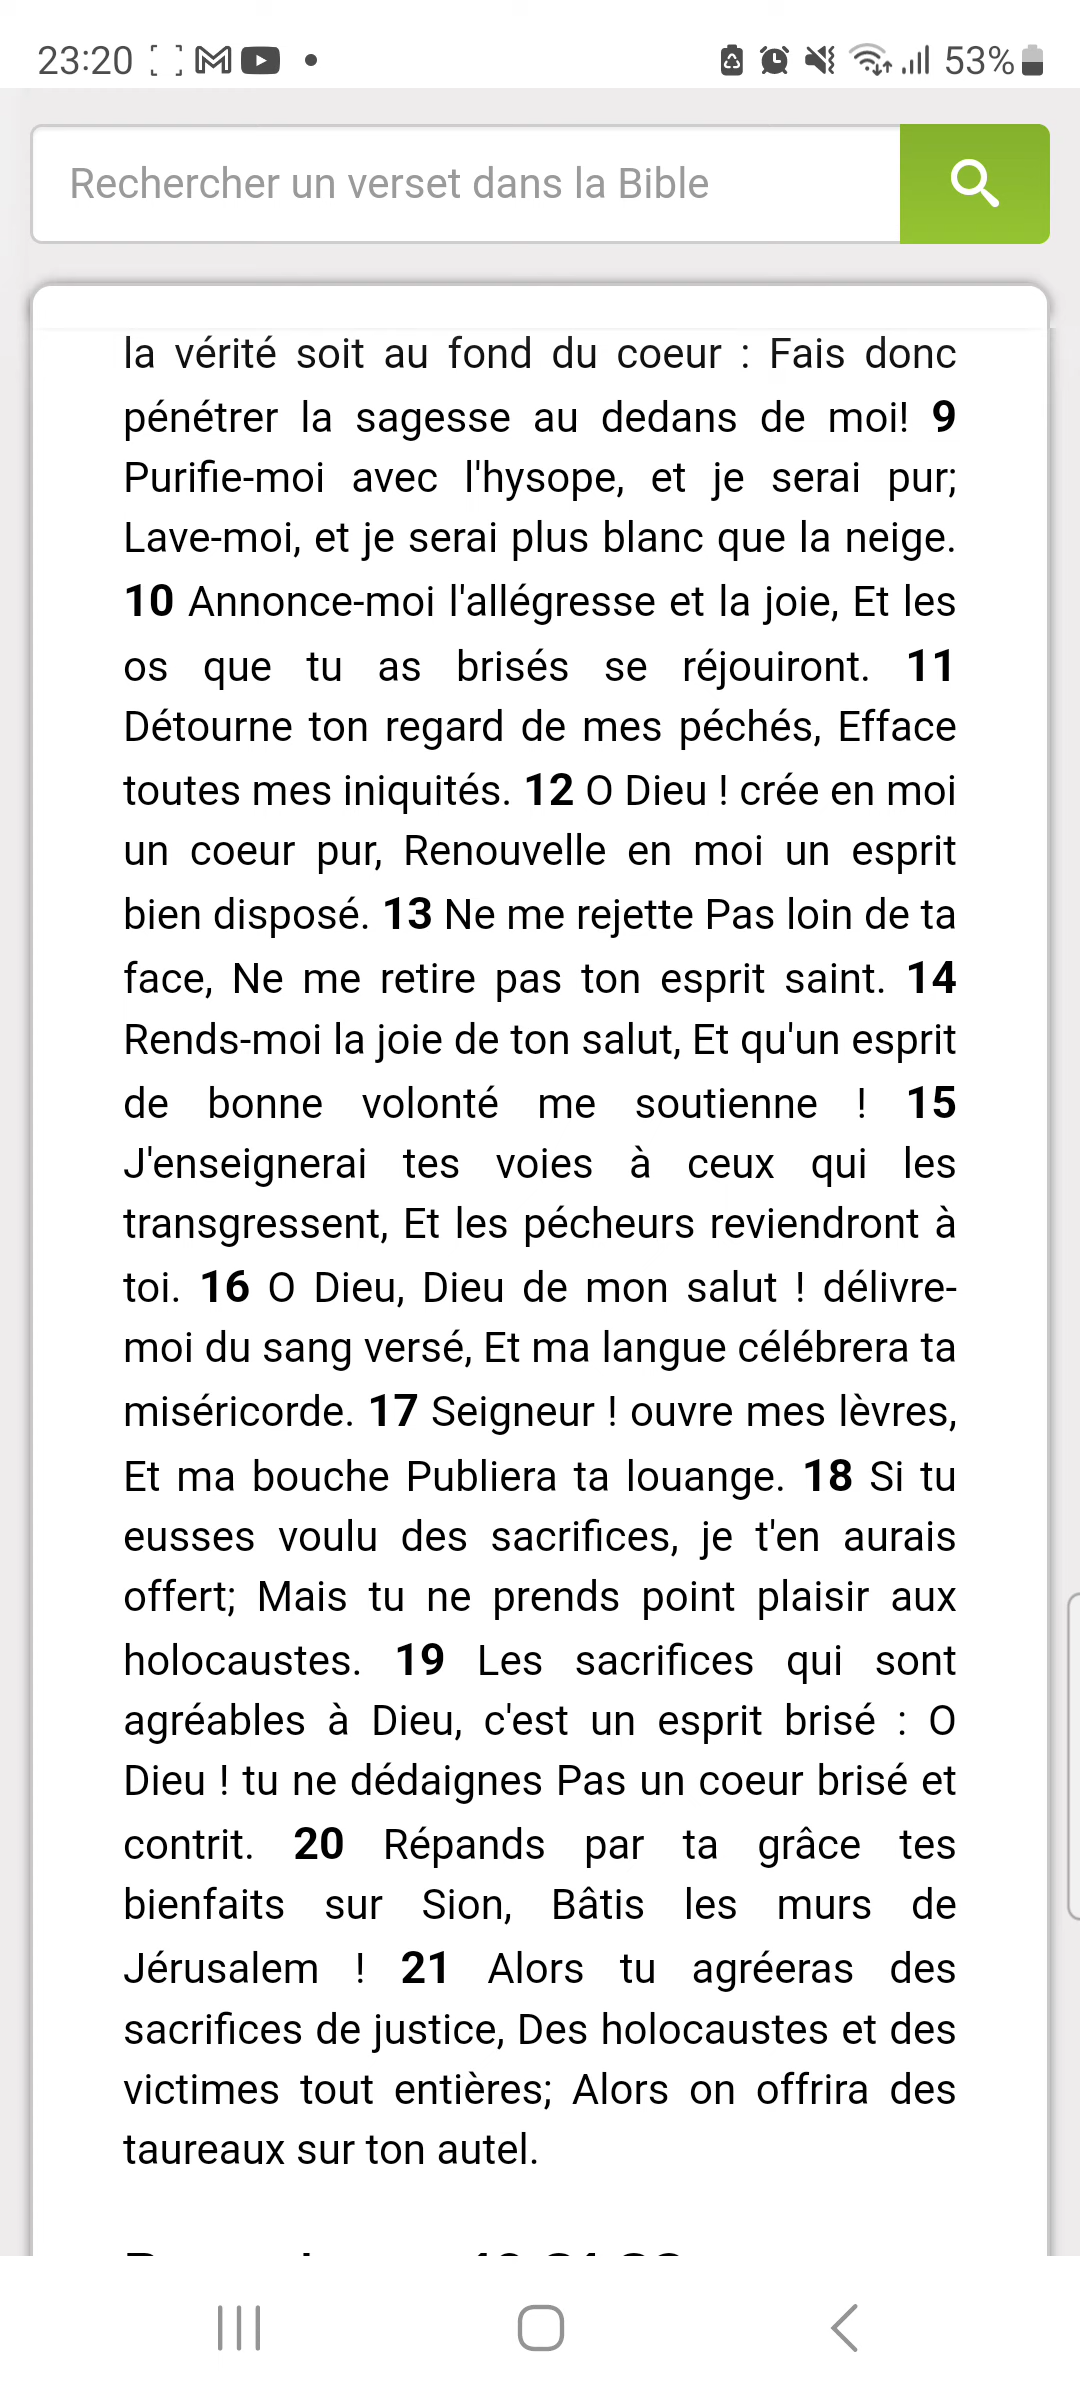 23:20
53%
Rechercher un verset dans la Bible
la vérité soit au fond du coeur : Fais donc
pénétrer la sagesse au dedans de moi! 9
Purifie-moi avec l'hysope, et je serai pur;
Lave-moi, et je serai plus blanc que la neige.
10 Annonce-moi l'allégresse et la joie, Et les
os que tu as brisés se réjouiront. 11
Détourne ton regard de mes péchés, Efface
toutes mes iniquités. 12 O Dieu ! crée en moi
un coeur pur, Renouvelle en moi un esprit
bien disposé. 13 Ne me rejette Pas loin de ta
face, Ne me retire pas ton esprit saint. 14
Rends-moi la joie de ton salut, Et qu'un esprit
de bonne volonté me soutienne ! 15
J'enseignerai tes voies à ceux qui les
transgressent, Et les pécheurs reviendront à
toi. 16 O Dieu, Dieu de mon salut ! délivre-
moi du sang versé, Et ma langue célébrera ta
miséricorde. 17 Seigneur ! ouvre mes lèvres,
Et ma bouche Publiera ta louange. 18 Si tu
eusses voulu des sacrifices, je t'en aurais
offert; Mais tu ne prends point plaisir aux
holocaustes. 19 Les sacrifices qui sont
agréables à Dieu, c'est un esprit brisé : O
Dieu ! tu ne dédaignes Pas un coeur brisé et
contrit. 20 Répands par ta grâce tes
bienfaits sur Sion, Bâtis les murs de
Jérusalem ! 21 Alors tu agréeras des
sacrifices de justice, Des holocaustes et des
victimes tout entières; Alors on offrira des
taureaux sur ton autel.